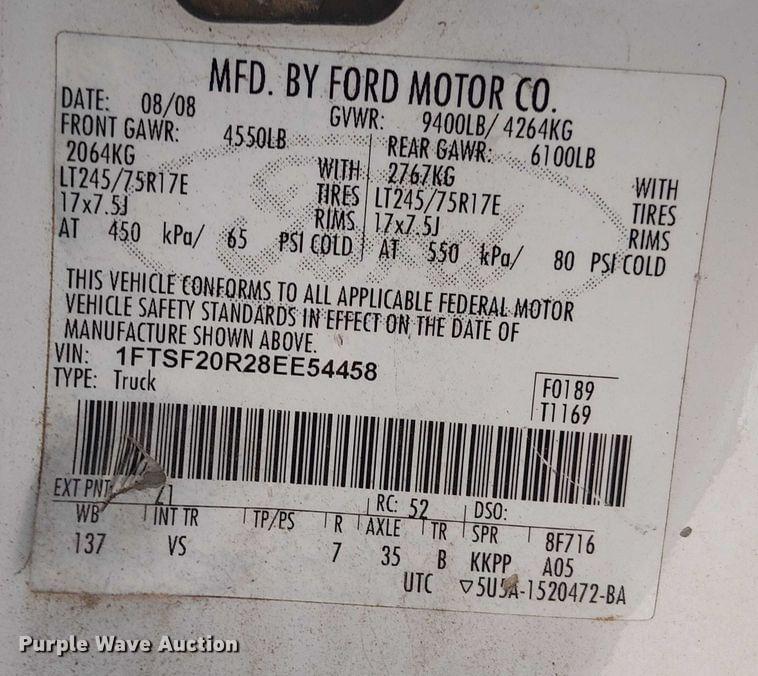 MFD. BY FORD MOTOR CO.
DATE: 08/08 GVWR: 9400LB/ 4264KG
FRONT GAWR: 4550LB REAR GAWR: 6100LB
2064KG WITH 2767KG WITH
LT245/75R17E TIRES LT245/75R17E TIRES
17x7.5J RIMS 17x7.5J RIMS
AT 450 kPa/ 65 PSI COLD AT 550 kPa/ 80 PSI COLD
THIS VEHICLE CONFORMS TO ALL APPLICABLE FEDERAL MOTOR
VEHICLE SAFETY STANDARDS IN EFFECT ON THE DATE OF
MANUFACTURE SHOWN ABOVE.
VIN: 1FTSF20R28EE54458
TYPE: Truck
F0189
T1169
EXT PNT: RC: 52 DSO:
WB INT TR TP/PS R AXLE TR SPR 8F716
137 VS 7 35 B KKPP A05
UTC ▽5U5A-1520472-BA
Purple Wave Auction